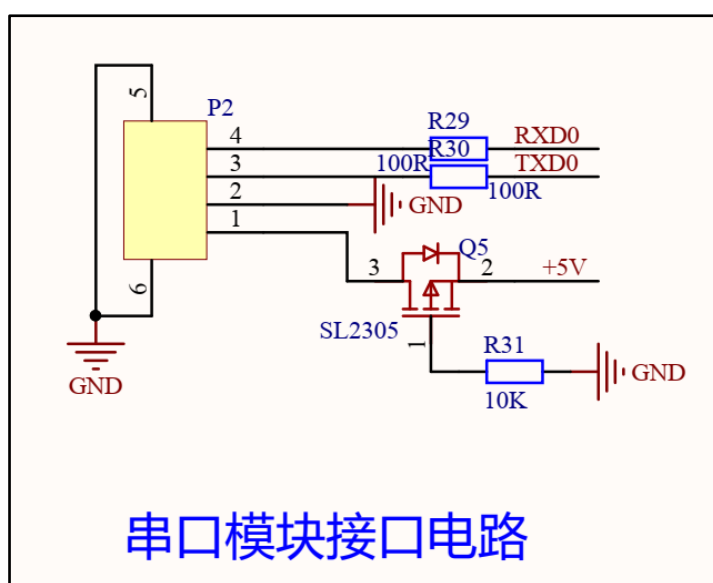 5
P2
4
R29
RXD0
3
100R
R30
TXD0
100R
2
GND
1
Q5
3
2
+5V
6
SL2305
1
R31
GND
10K
GND
串口模块接口电路